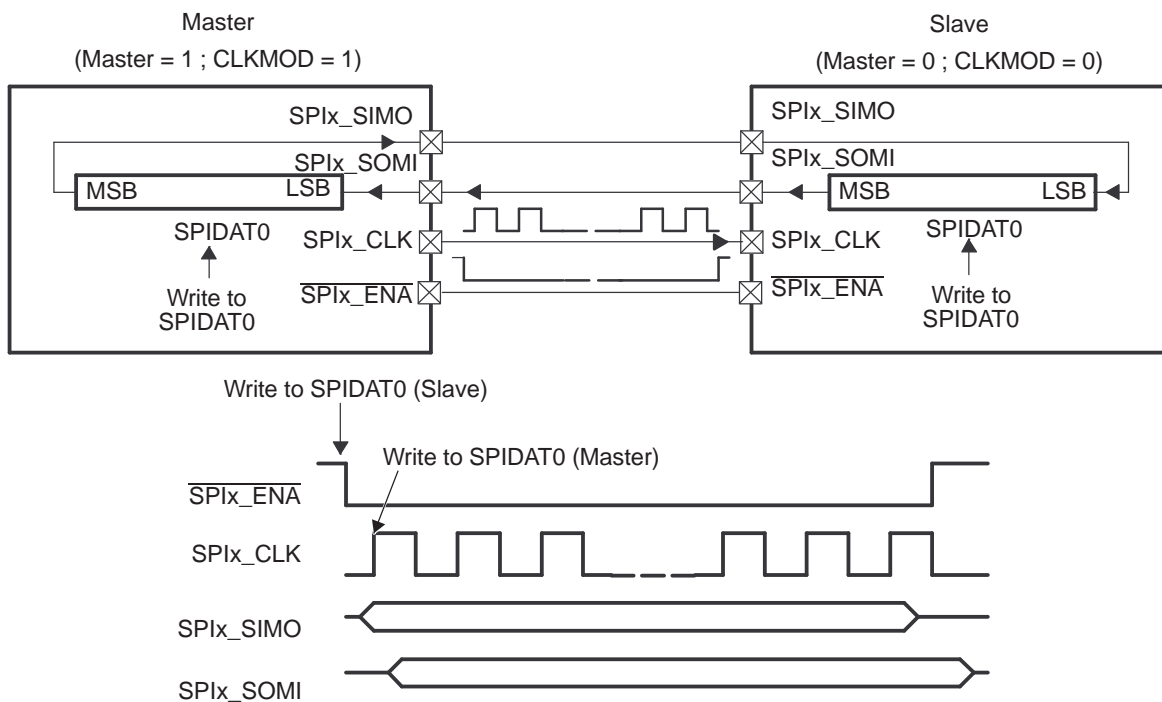 Master
(Master = 1 ; CLKMOD = 1)
Slave
(Master = 0 ; CLKMOD = 0)
SPIx_SIMO
SPIx_SOMI
MSB
LSB
SPIDAT0
SPIx_CLK
Write to
SPIDAT0
SPIx_ENA
SPIx_SIMO
SPIx_SOMI
MSB
LSB
SPIx_CLK
SPIDAT0
SPIx_ENA
Write to
SPIDAT0
Write to SPIDAT0 (Slave)
Write to SPIDAT0 (Master)
SPIx_ENA
SPIx_CLK
SPIx_SIMO
SPIx_SOMI